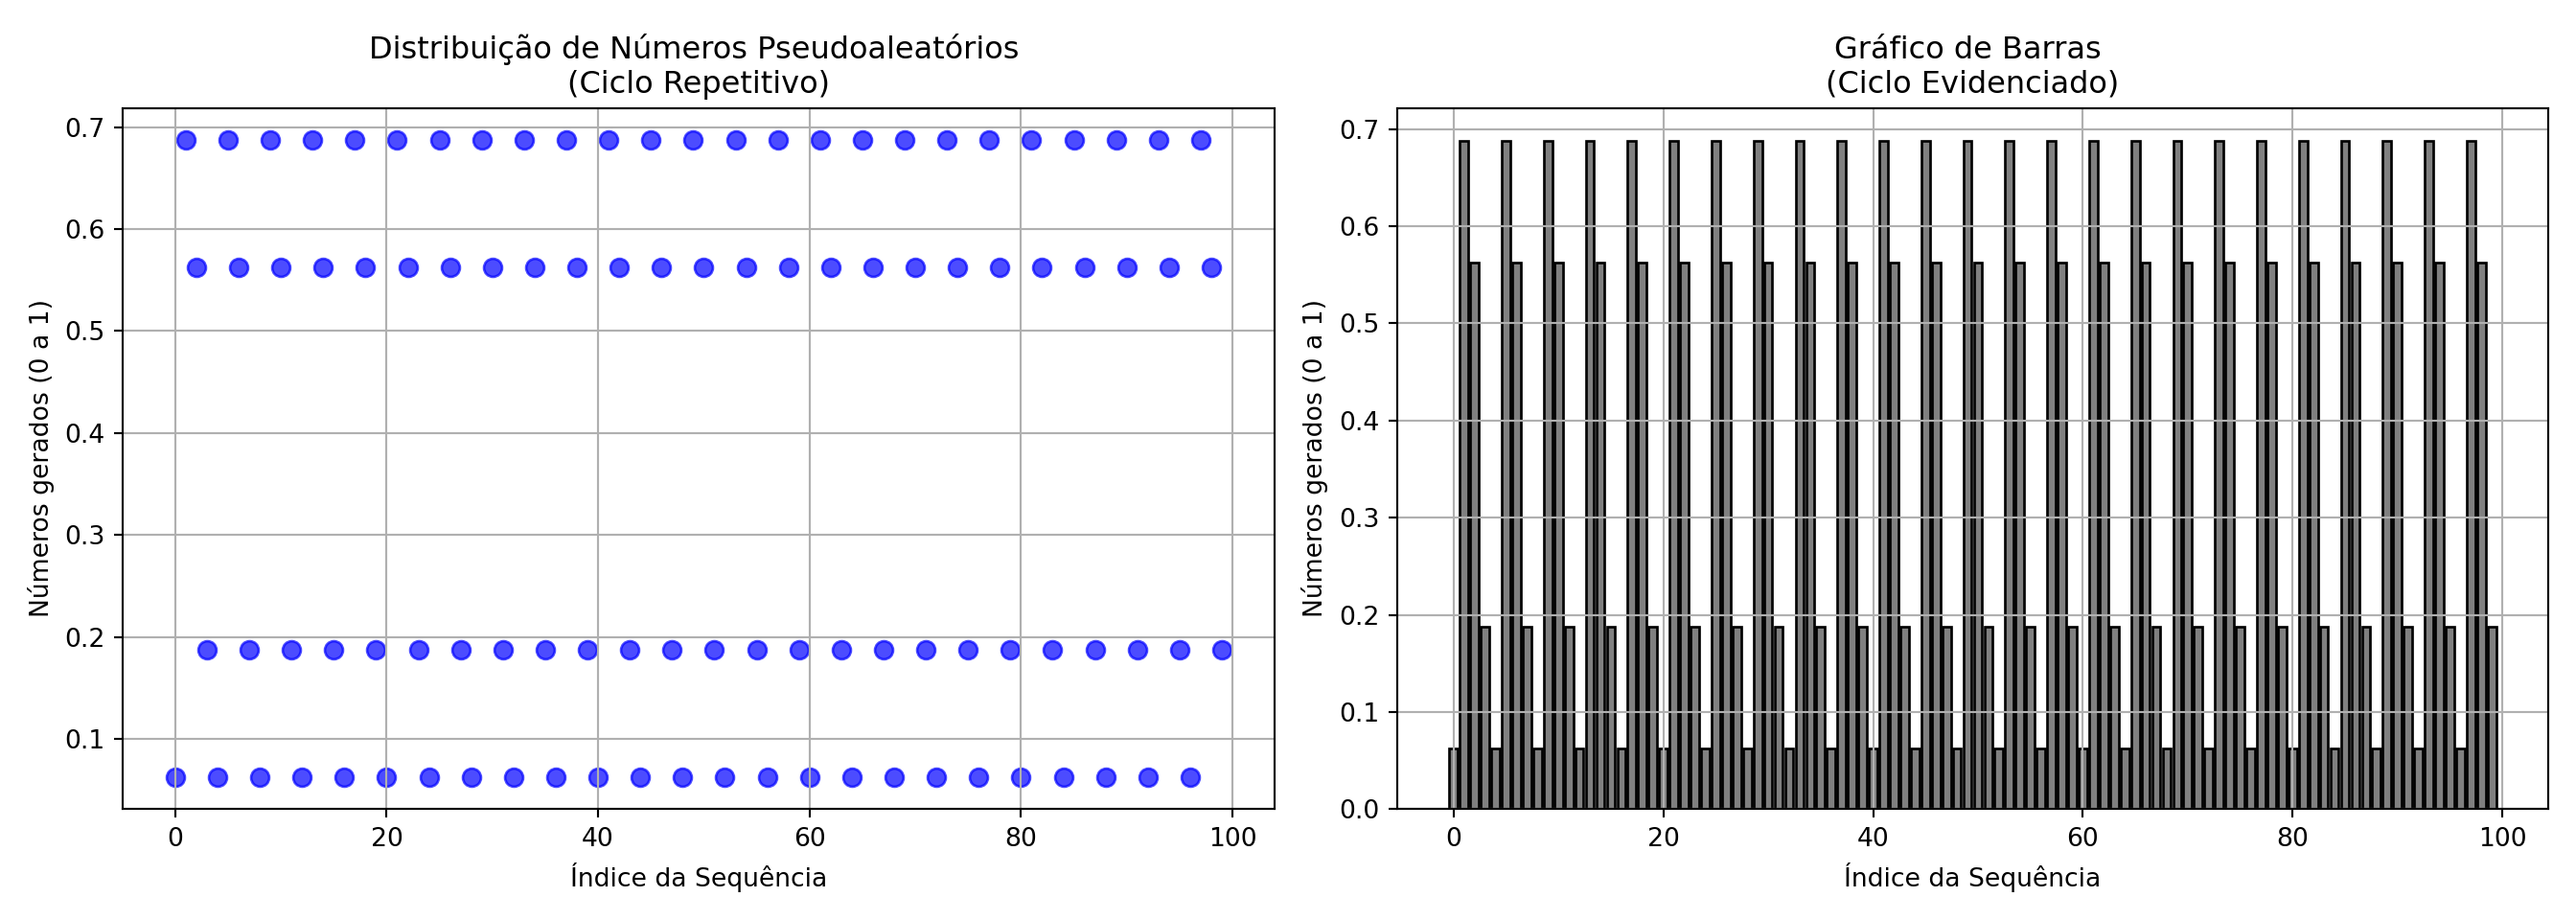 Distribuição de Números Pseudoaleatórios
(Ciclo Repetitivo)
Números gerados (0 a 1)
0.7
0.6
0.5
0.4
0.3
0.2
0.1
0 20 40 60 80 100
Índice da Sequência
Gráfico de Barras
(Ciclo Evidenciado)
Números gerados (0 a 1)
0.7
0.6
0.5
0.4
0.3
0.2
0.1
0.0
0 20 40 60 80 100
Índice da Sequência